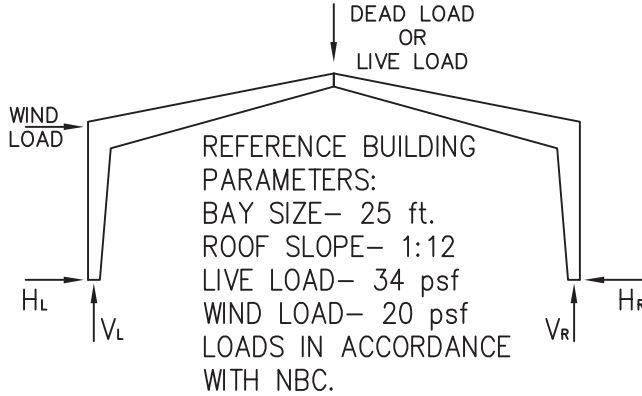 DEAD LOAD
OR
LIVE LOAD
WIND
LOAD
REFERENCE BUILDING
PARAMETERS:
BAY SIZE– 25 ft.
ROOF SLOPE– 1:12
LIVE LOAD– 34 psf
WIND LOAD– 20 psf
LOADS IN ACCORDANCE
WITH NBC.
HL
VL
VR
HR